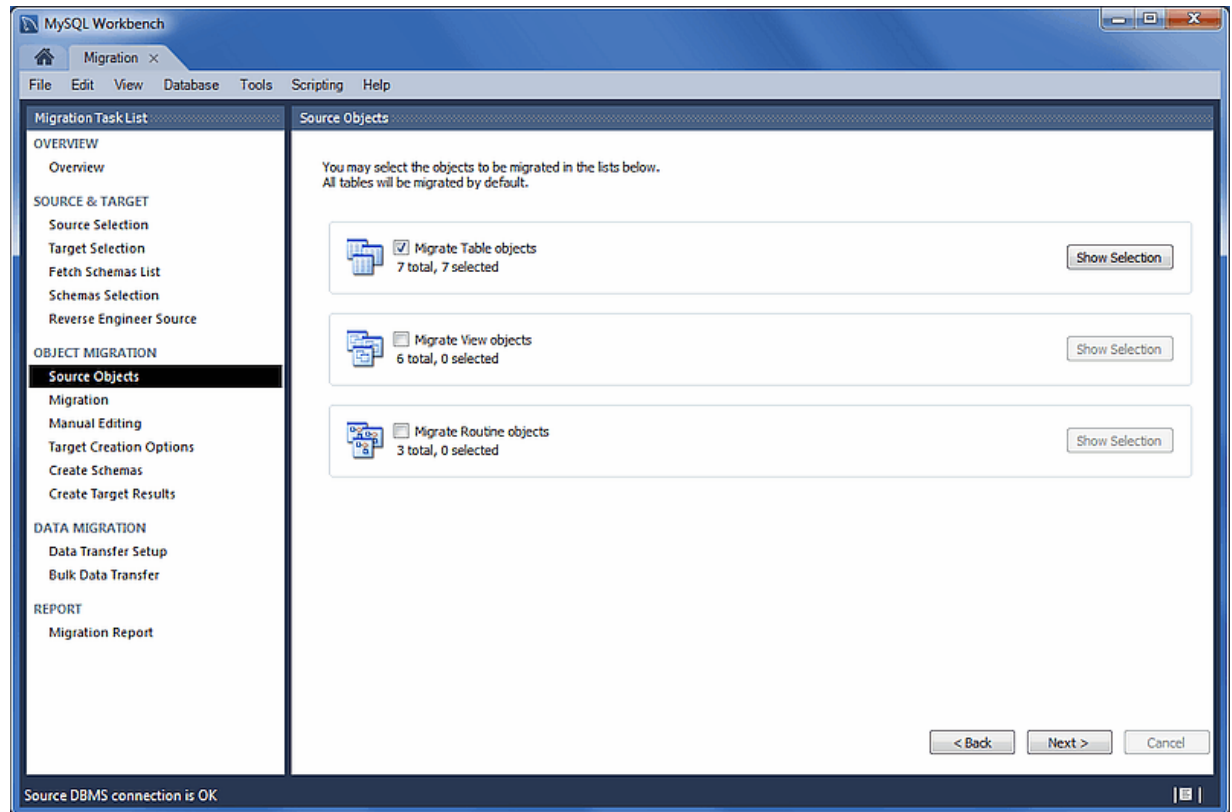 MySQL Workbench
Migration
File Edit View Database Tools Scripting Help
Migration Task List
OVERVIEW
Overview
SOURCE & TARGET
Source Selection
Target Selection
Fetch Schemas List
Schemas Selection
Reverse Engineer Source
OBJECT MIGRATION
Source Objects
Migration
Manual Editing
Target Creation Options
Create Schemas
Create Target Results
DATA MIGRATION
Data Transfer Setup
Bulk Data Transfer
REPORT
Migration Report
Source Objects
You may select the objects to be migrated in the lists below.
All tables will be migrated by default.
Migrate Table objects
7 total, 7 selected
Show Selection
Migrate View objects
6 total, 0 selected
Show Selection
Migrate Routine objects
3 total, 0 selected
Show Selection
< Back Next > Cancel
Source DBMS connection is OK